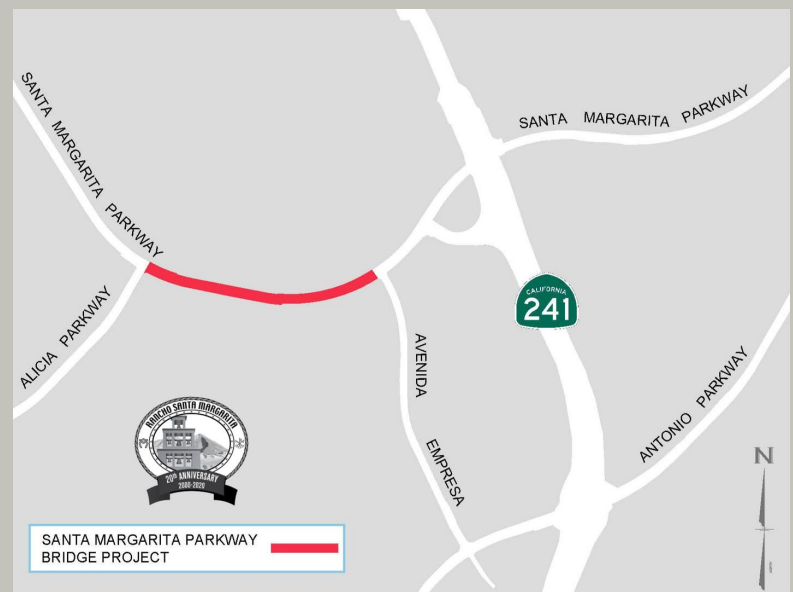 SANTA MARGARITA PARKWAY
SANTA MARGARITA PARKWAY
ALICIA PARKWAY
CALIFORNIA
241
AVENIDA EMPRESA
ANTONIO PARKWAY
RANCHO SANTA MARGARITA
20th ANNIVERSARY
2000-2020
N
SANTA MARGARITA PARKWAY
BRIDGE PROJECT